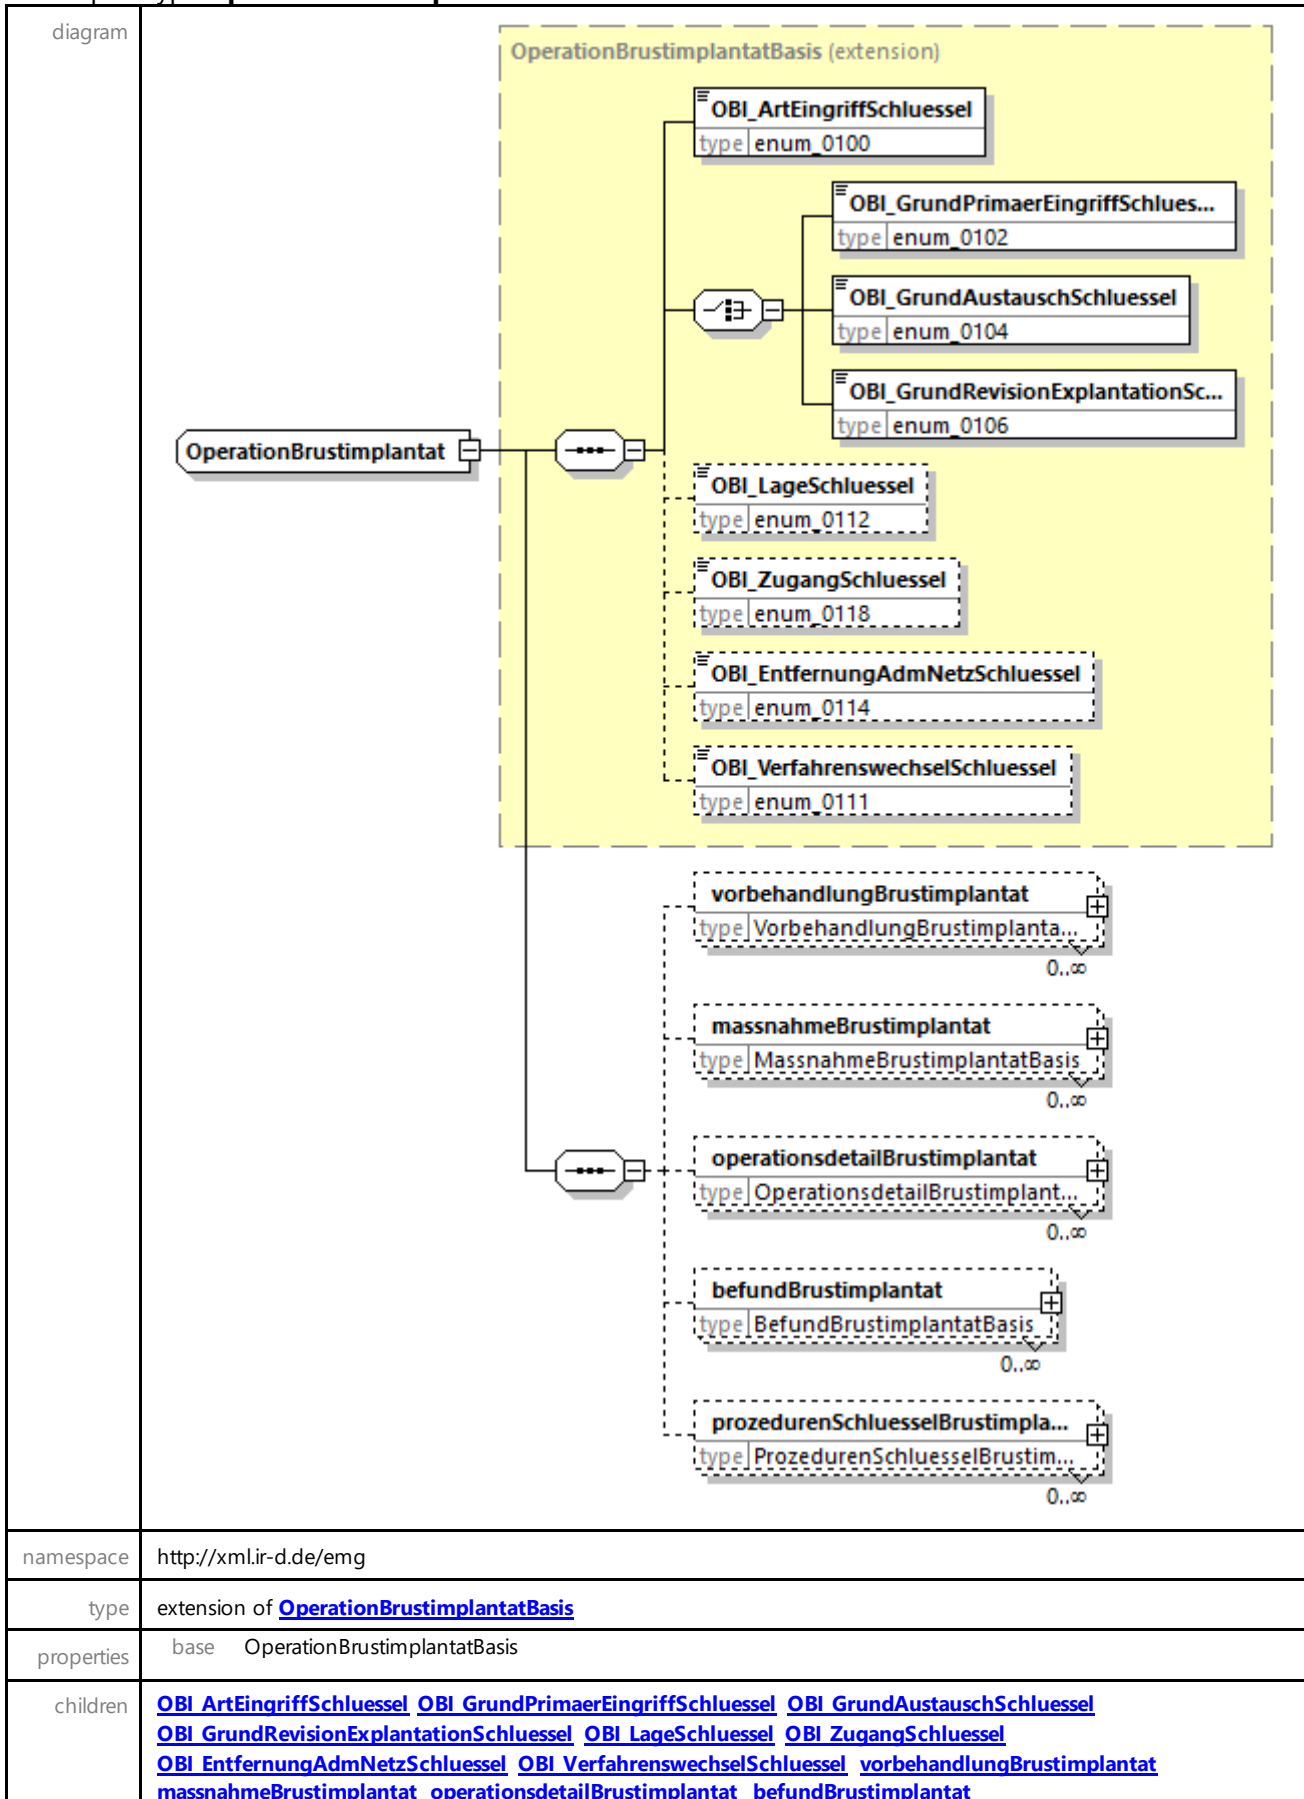 diagram
OperationBrustimplantatBasis (extension)
OBI_ArtEingriffSchluessel
type enum_0100
OBI_GrundPrimaerEingriffSchlues...
type enum_0102
OBI_GrundAustauschSchluessel
type enum_0104
OBI_GrundRevisionExplantationSc...
type enum_0106
OperationBrustimplantat
OBI_LageSchluessel
type enum_0112
OBI_ZugangSchluessel
type enum_0118
OBI_EntfernungAdmNetzSchluessel
type enum_0114
OBI_VerfahrenswechselSchluessel
type enum_0111
vorbehandlungBrustimplantat
type VorbehandlungBrustimplanta...
0..∞
massnahmeBrustimplantat
type MassnahmeBrustimplantatBasis
0..∞
operationsdetailBrustimplantat
type OperationsdetailBrustimplant...
0..∞
befundBrustimplantat
type BefundBrustimplantatBasis
0..∞
prozedurenSchluesselBrustimpla...
type ProzedurenSchluesselBrustim...
0..∞
namespace http://xml.ir-d.de/emg
type extension of OperationBrustimplantatBasis
properties base OperationBrustimplantatBasis
children OBI_ArtEingriffSchluessel OBI_GrundPrimaerEingriffSchluessel OBI_GrundAustauschSchluessel
OBI_GrundRevisionExplantationSchluessel OBI_LageSchluessel OBI_ZugangSchluessel
OBI_EntfernungAdmNetzSchluessel OBI_VerfahrenswechselSchluessel vorbehandlungBrustimplantat
massnahmeBrustimplantat operationsdetailBrustimplantat befundBrustimplantat